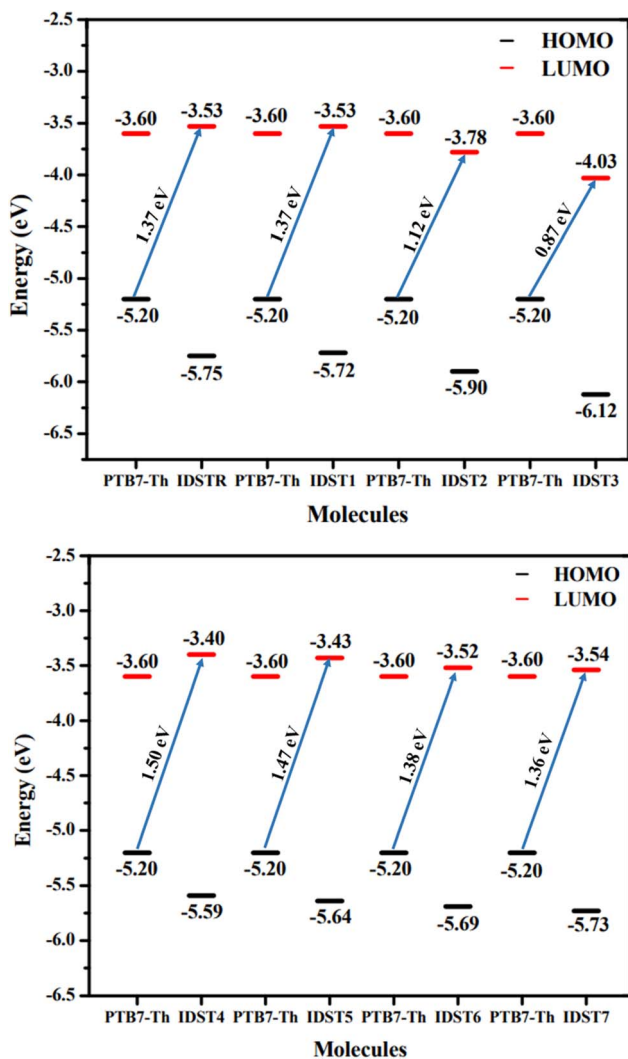 -2.5
-3.0
-3.5
-4.0
-4.5
-5.0
-5.5
-6.0
-6.5
Energy (eV)
HOMO
LUMO
-3.60 -3.53 -3.60 -3.53 -3.60 -3.78 -3.60 -4.03
1.37 eV 1.37 eV 1.12 eV 0.87 eV
-5.20 -5.75 -5.20 -5.72 -5.20 -5.90 -5.20 -6.12
PTB7-Th IDSTR PTB7-Th IDST1 PTB7-Th IDST2 PTB7-Th IDST3
Molecules
-2.5
-3.0
-3.5
-4.0
-4.5
-5.0
-5.5
-6.0
-6.5
Energy (eV)
HOMO
LUMO
-3.60 -3.40 -3.60 -3.43 -3.60 -3.52 -3.60 -3.54
1.50 eV 1.47 eV 1.38 eV 1.36 eV
-5.20 -5.59 -5.20 -5.64 -5.20 -5.69 -5.20 -5.73
PTB7-Th IDST4 PTB7-Th IDST5 PTB7-Th IDST6 PTB7-Th IDST7
Molecules